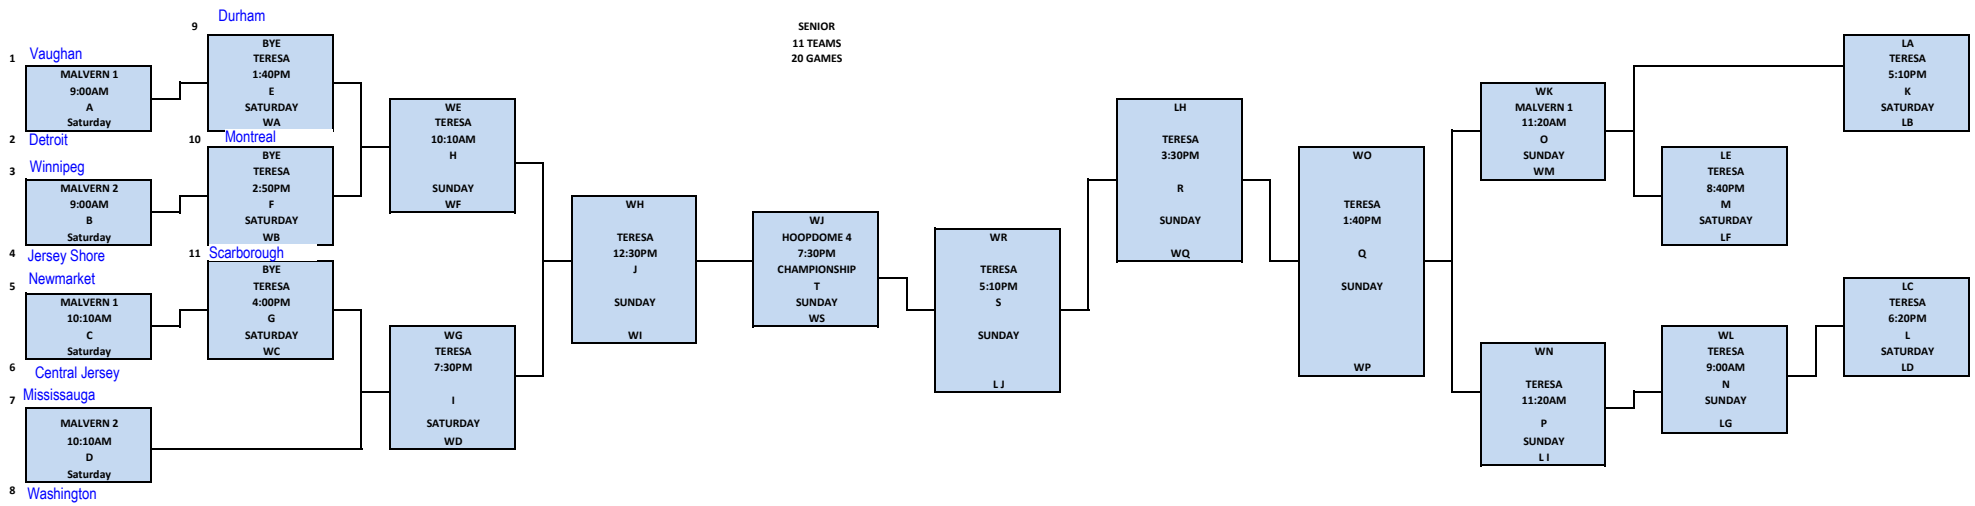 SENIOR
11 TEAMS
20 GAMES
1 Vaughan
MALVERN 1
9:00AM
A
Saturday
2 Detroit
3 Winnipeg
MALVERN 2
9:00AM
B
Saturday
4 Jersey Shore
5 Newmarket
MALVERN 1
10:10AM
C
Saturday
6 Central Jersey
7 Mississauga
MALVERN 2
10:10AM
D
Saturday
8 Washington
9 Durham
BYE
TERESA
1:40PM
E
SATURDAY
WA
10 Montreal
BYE
TERESA
2:50PM
F
SATURDAY
WB
11 Scarborough
BYE
TERESA
4:00PM
G
SATURDAY
WC
WE
TERESA
10:10AM
H
SUNDAY
WF
WG
TERESA
7:30PM
I
SATURDAY
WD
WH
TERESA
12:30PM
J
SUNDAY
WI
WJ
HOOPDOME 4
7:30PM
CHAMPIONSHIP
T
SUNDAY
WS
WR
TERESA
5:10PM
S
SUNDAY
L J
LH
TERESA
3:30PM
R
SUNDAY
WQ
WO
TERESA
1:40PM
Q
SUNDAY
WP
WK
MALVERN 1
11:20AM
O
SUNDAY
WM
WN
TERESA
11:20AM
P
SUNDAY
L I
LE
TERESA
8:40PM
M
SATURDAY
LF
WL
TERESA
9:00AM
N
SUNDAY
LG
LA
TERESA
5:10PM
K
SATURDAY
LB
LC
TERESA
6:20PM
L
SATURDAY
LD